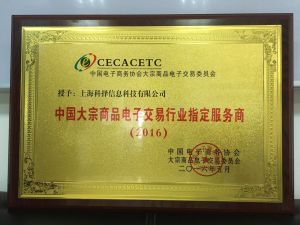 CECACETC
中国电子商务协会大宗商品电子交易委员会
授予：上海科择信息科技有限公司
中国大宗商品电子交易行业指定服务商
(2016)
中国电子商务协会
大宗商品电子交易委员会
二〇一六年五月